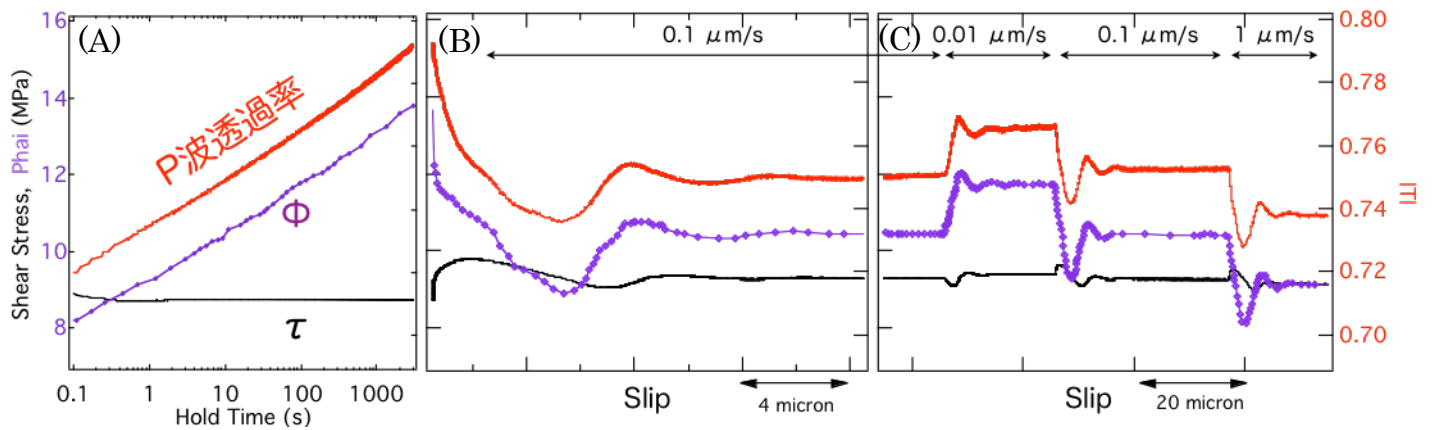 Shear Stress, Phai (MPa)
16
14
12
10
8
(A)
P波透過率
Φ
τ
0.1
1
10
100
1000
Hold Time (s)
(B)
0.1 μm/s
Slip
4 micron
(C)
0.01 μm/s
0.1 μm/s
1 μm/s
Slip
20 micron
0.80
0.78
0.76
0.74
0.72
0.70
|T|